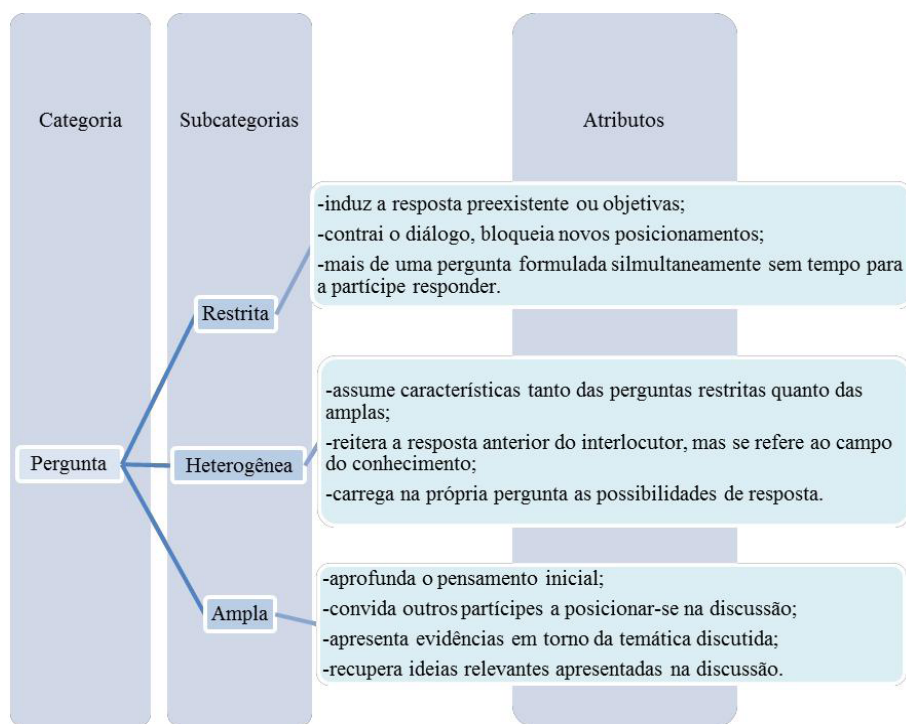 Categoria
Subcategorias
Atributos
-induz a resposta preexistente ou objetivas;
-contrai o diálogo, bloqueia novos posicionamentos;
-mais de uma pergunta formulada silmultaneamente sem tempo para
a partícipe responder.
Restrita
-assume características tanto das perguntas restritas quanto das
amplas;
-reitera a resposta anterior do interlocutor, mas se refere ao campo
do conhecimento;
-carrega na própria pergunta as possibilidades de resposta.
Pergunta
Heterogênea
-aprofunda o pensamento inicial;
-convida outros partícipes a posicionar-se na discussão;
-apresenta evidências em torno da temática discutida;
-recupera ideias relevantes apresentadas na discussão.
Ampla